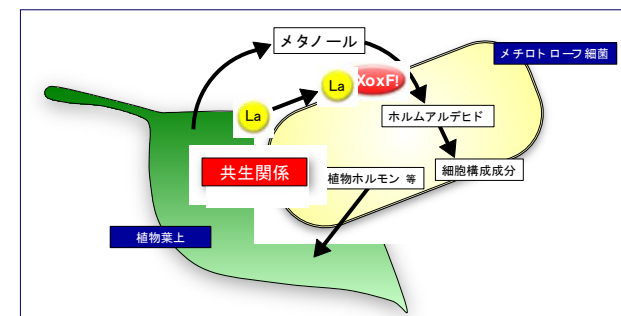 メタノール
メチロトローフ細菌
La
XoxF!
La
ホルムアルデヒド
共生関係
植物ホルモン 等
細胞構成成分
植物葉上